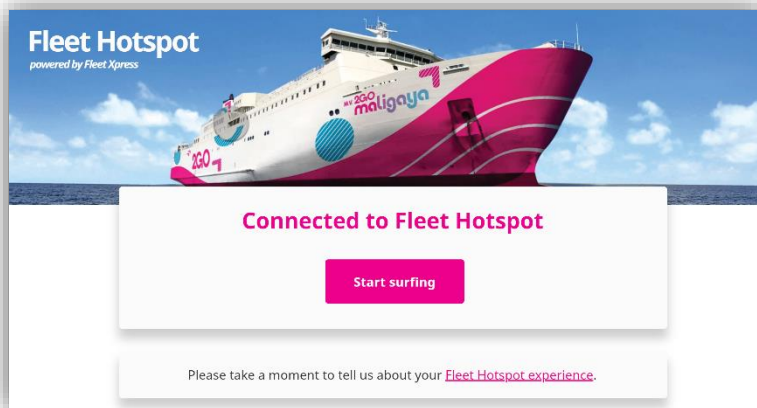 Fleet Hotspot
powered by Fleet Xpress
MV 2GO
maligaya
2GO
Connected to Fleet Hotspot
Start surfing
Please take a moment to tell us about your Fleet Hotspot experience.